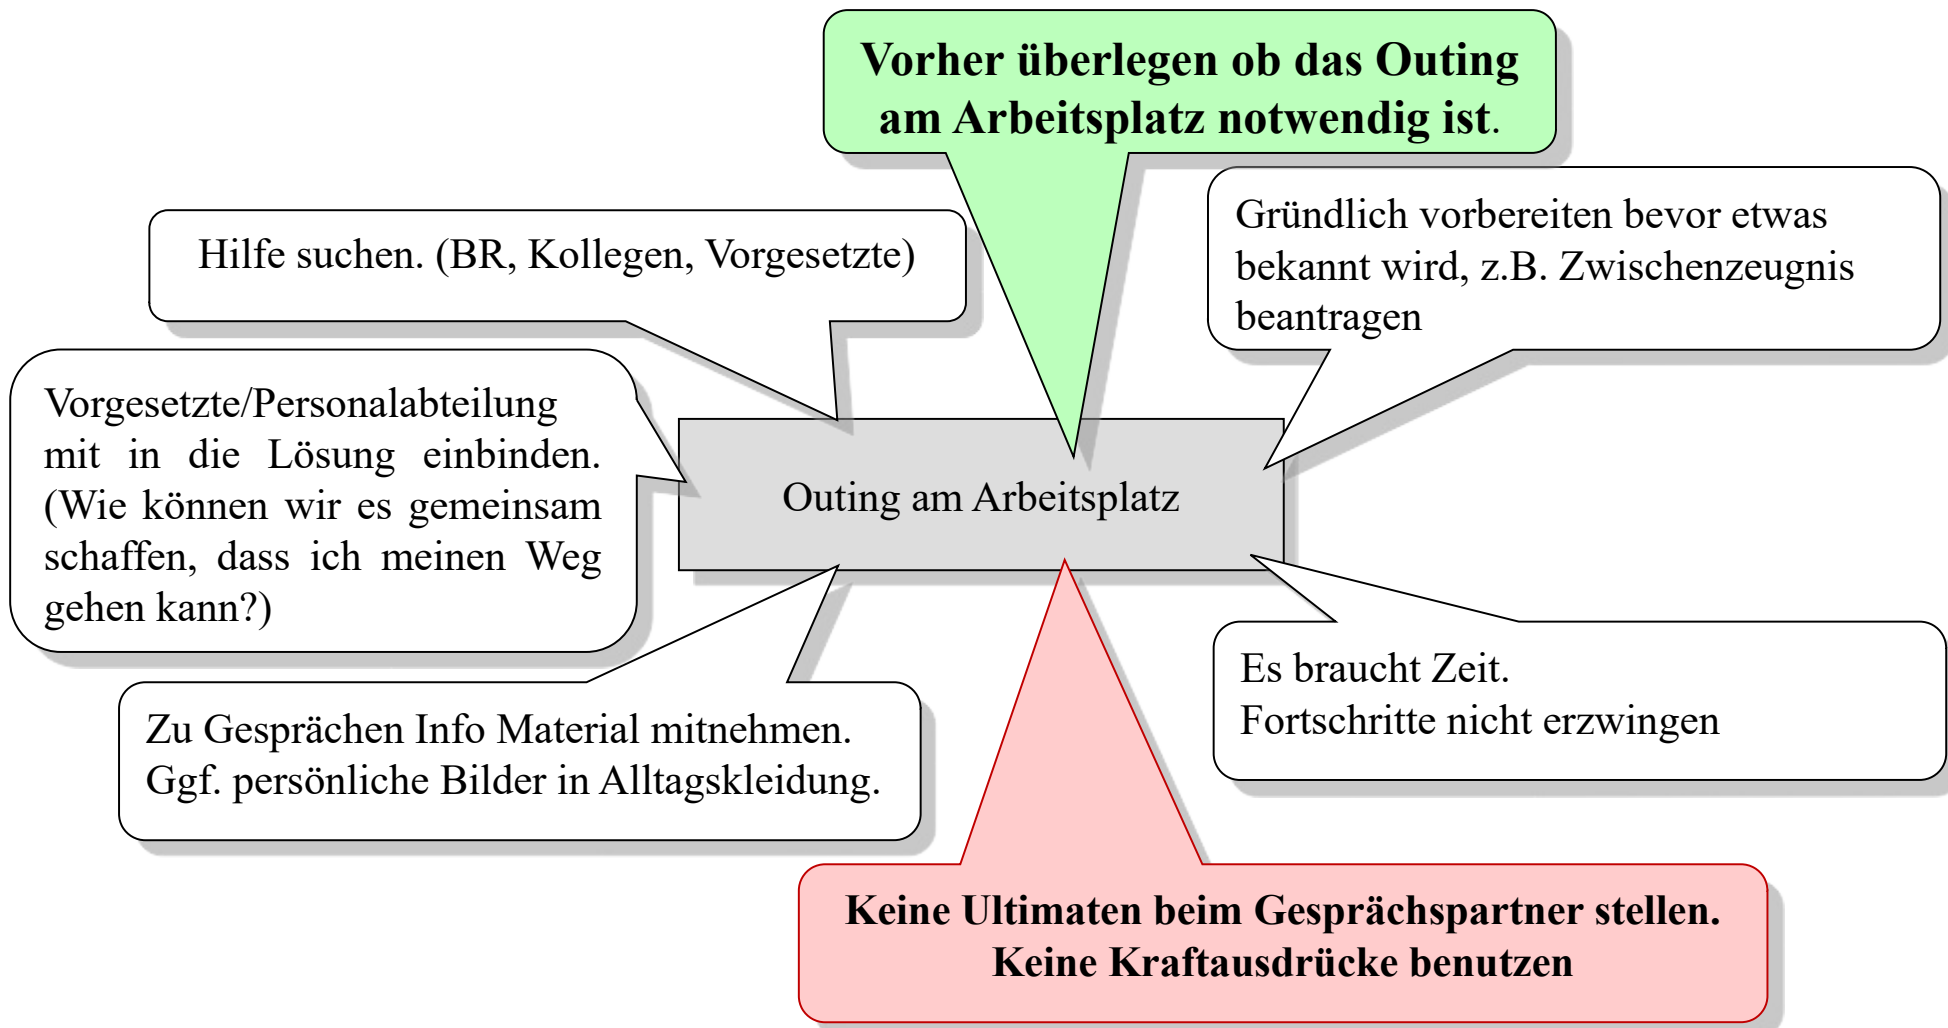 Vorher überlegen ob das Outing
am Arbeitsplatz notwendig ist.
Hilfe suchen. (BR, Kollegen, Vorgesetzte)
Gründlich vorbereiten bevor etwas
bekannt wird, z.B. Zwischenzeugnis
beantragen
Vorgesetzte/Personalabteilung
mit in die Lösung einbinden.
(Wie können wir es gemeinsam
schaffen, dass ich meinen Weg
gehen kann?)
Outing am Arbeitsplatz
Zu Gesprächen Info Material mitnehmen.
Ggf. persönliche Bilder in Alltagskleidung.
Es braucht Zeit.
Fortschritte nicht erzwingen
Keine Ultimaten beim Gesprächspartner stellen.
Keine Kraftausdrücke benutzen